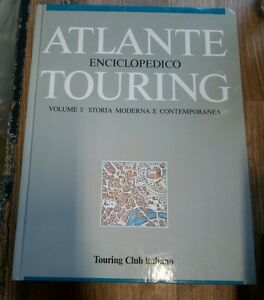 ATLANTE
ENCICLOPEDICO
TOURING
VOLUME 5 STORIA MODERNA E CONTEMPORANEA
Touring Club Italiano